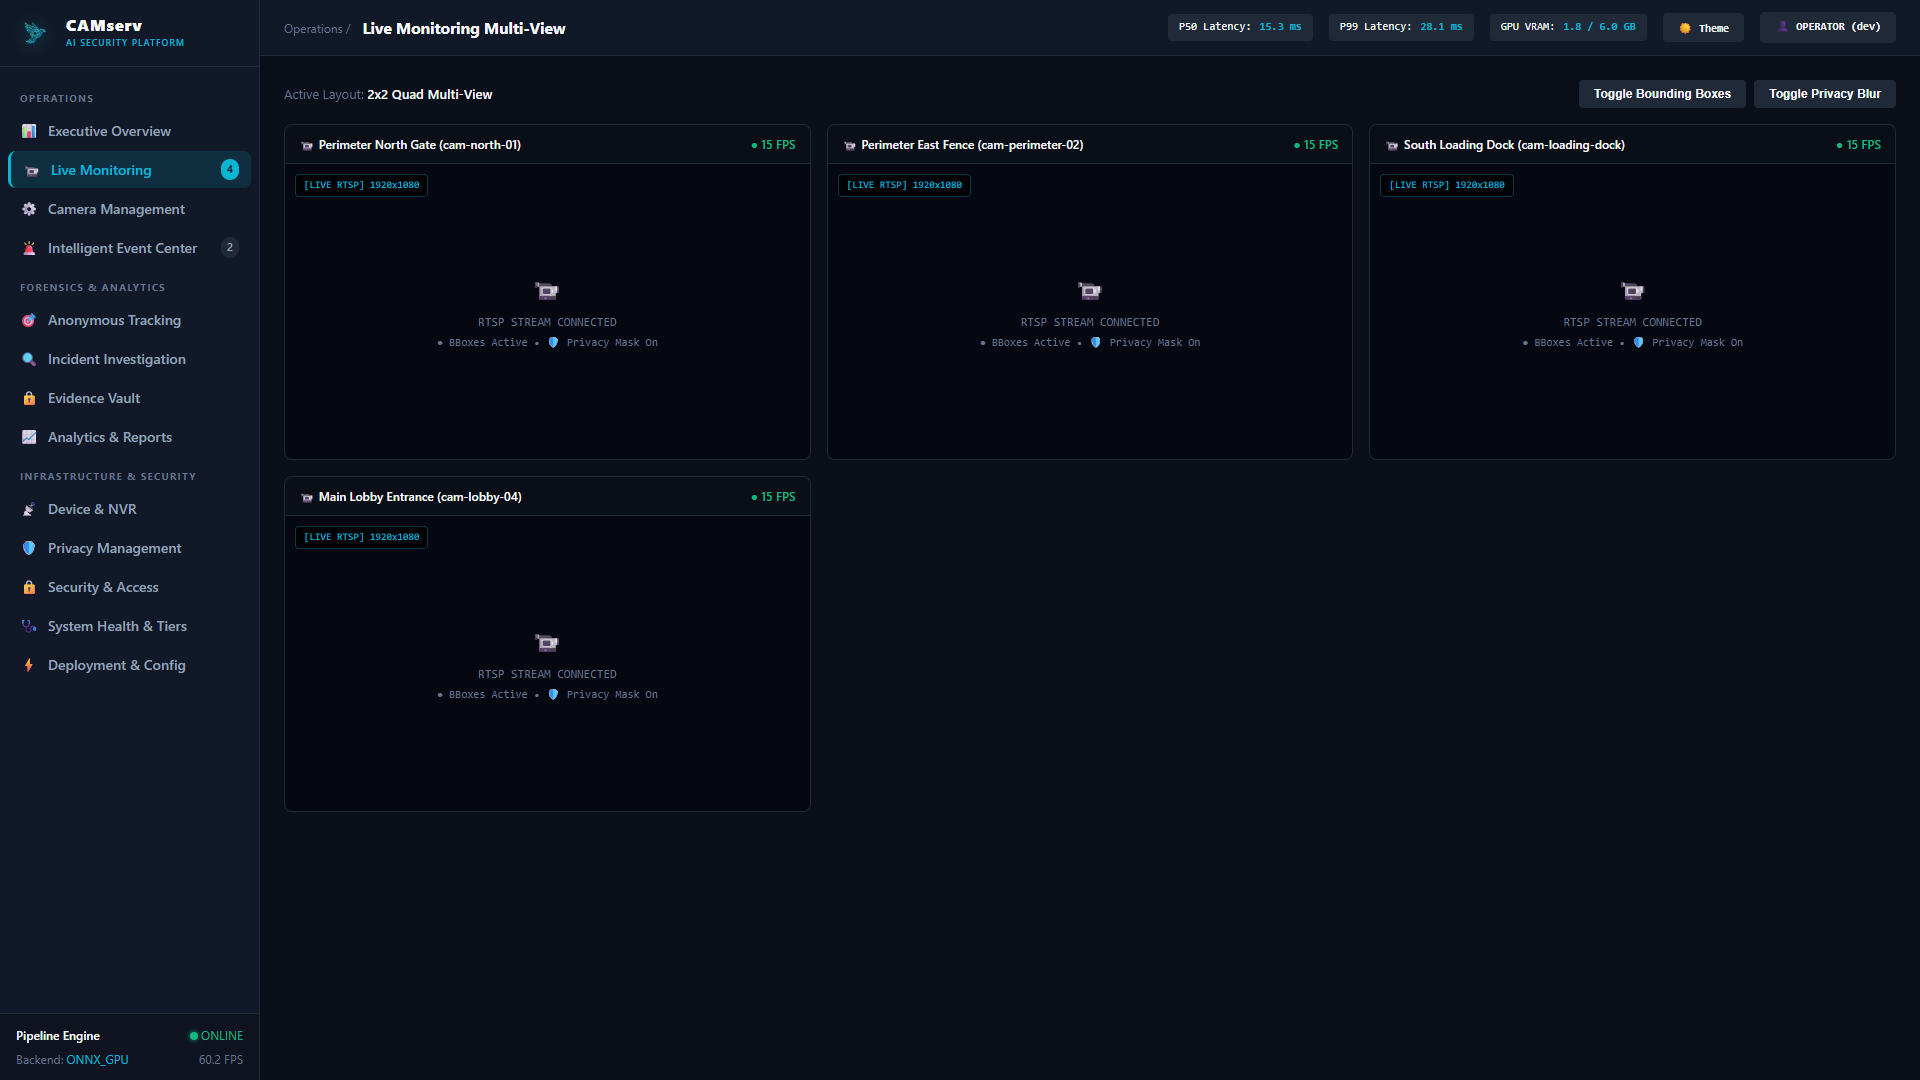 CAMserv
AI SECURITY PLATFORM
OPERATIONS
Executive Overview
Live Monitoring 4
Camera Management
Intelligent Event Center 2
FORENSICS & ANALYTICS
Anonymous Tracking
Incident Investigation
Evidence Vault
Analytics & Reports
INFRASTRUCTURE & SECURITY
Device & NVR
Privacy Management
Security & Access
System Health & Tiers
Deployment & Config
Pipeline Engine ● ONLINE
Backend: ONNX_GPU 60.2 FPS
Operations / Live Monitoring Multi-View
P50 Latency: 15.3 ms
P99 Latency: 28.1 ms
GPU VRAM: 1.8 / 6.0 GB
Theme
OPERATOR (dev)
Active Layout: 2x2 Quad Multi-View
Toggle Bounding Boxes
Toggle Privacy Blur
Perimeter North Gate (cam-north-01) ● 15 FPS
[LIVE RTSP] 1920x1080
RTSP STREAM CONNECTED
● BBoxes Active • Privacy Mask On
Perimeter East Fence (cam-perimeter-02) ● 15 FPS
[LIVE RTSP] 1920x1080
RTSP STREAM CONNECTED
● BBoxes Active • Privacy Mask On
South Loading Dock (cam-loading-dock) ● 15 FPS
[LIVE RTSP] 1920x1080
RTSP STREAM CONNECTED
● BBoxes Active • Privacy Mask On
Main Lobby Entrance (cam-lobby-04) ● 15 FPS
[LIVE RTSP] 1920x1080
RTSP STREAM CONNECTED
● BBoxes Active • Privacy Mask On